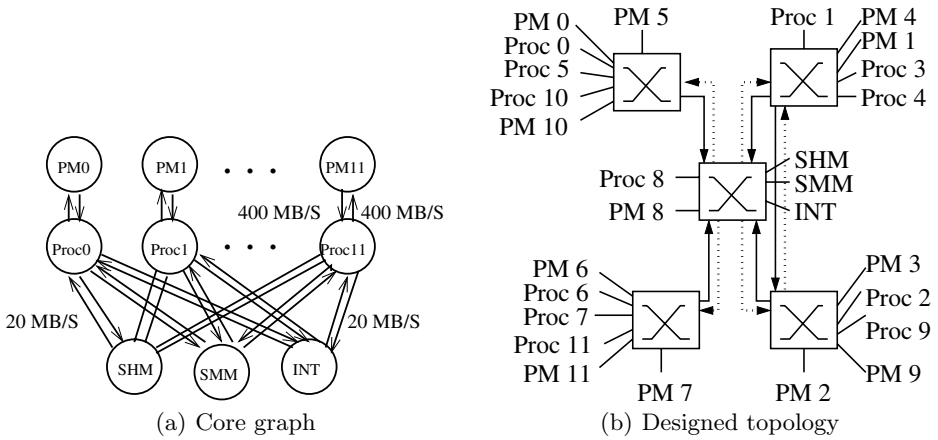 PM0
PM1
PM11
400 MB/S
400 MB/S
Proc0
Proc1
Proc11
20 MB/S
20 MB/S
SHM
SMM
INT
(a) Core graph
PM 0
PM 5
Proc 0
Proc 5
Proc 10
PM 10
Proc 1
PM 4
PM 1
Proc 3
Proc 4
Proc 8
PM 8
SHM
SMM
INT
PM 6
Proc 6
Proc 7
Proc 11
PM 11
PM 7
PM 3
Proc 2
Proc 9
PM 9
PM 2
(b) Designed topology